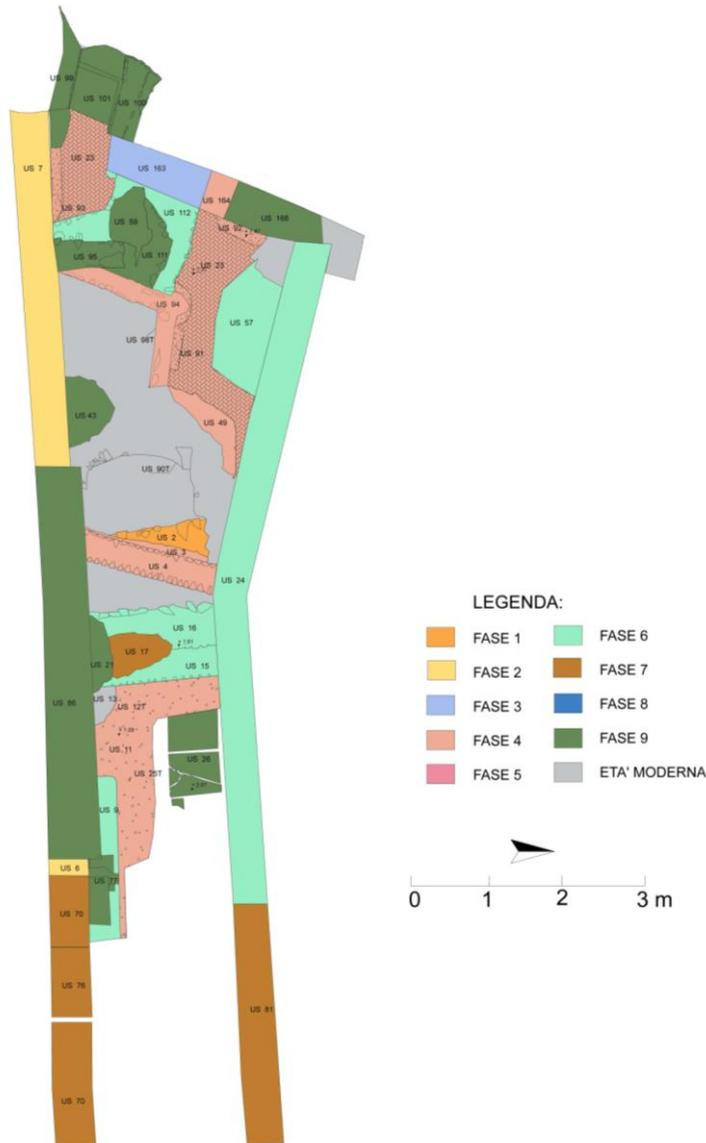 US 99
US 101
US 100
US 7
US 23
US 163
US 93
US 164
US 59
US 112
US 92
US 168
US 95
US 111
US 23
US 94
US 57
US 98T
US 91
US 43
US 49
US 90T
US 2
US 3
US 4
US 24
US 16
US 17
US 21
US 15
US 86
US 13
US 12T
US 11
US 26
US 25T
US 9
US 6
US 77
US 70
US 76
US 81
US 70
LEGENDA:
FASE 1
FASE 2
FASE 3
FASE 4
FASE 5
FASE 6
FASE 7
FASE 8
FASE 9
ETA' MODERNA
0 1 2 3 m